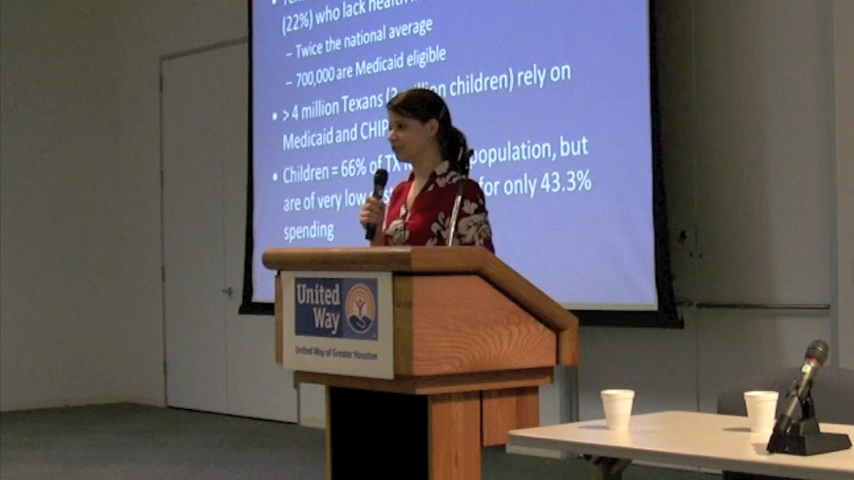 (22%) who lack health
– Twice the national average
– 700,000 are Medicaid eligible
• > 4 million Texans ( children) rely on
Medicaid and CHIP
• Children = 66% of TX population, but
are of very low for only 43.3%
spending
United
Way
United Way of Greater Houston